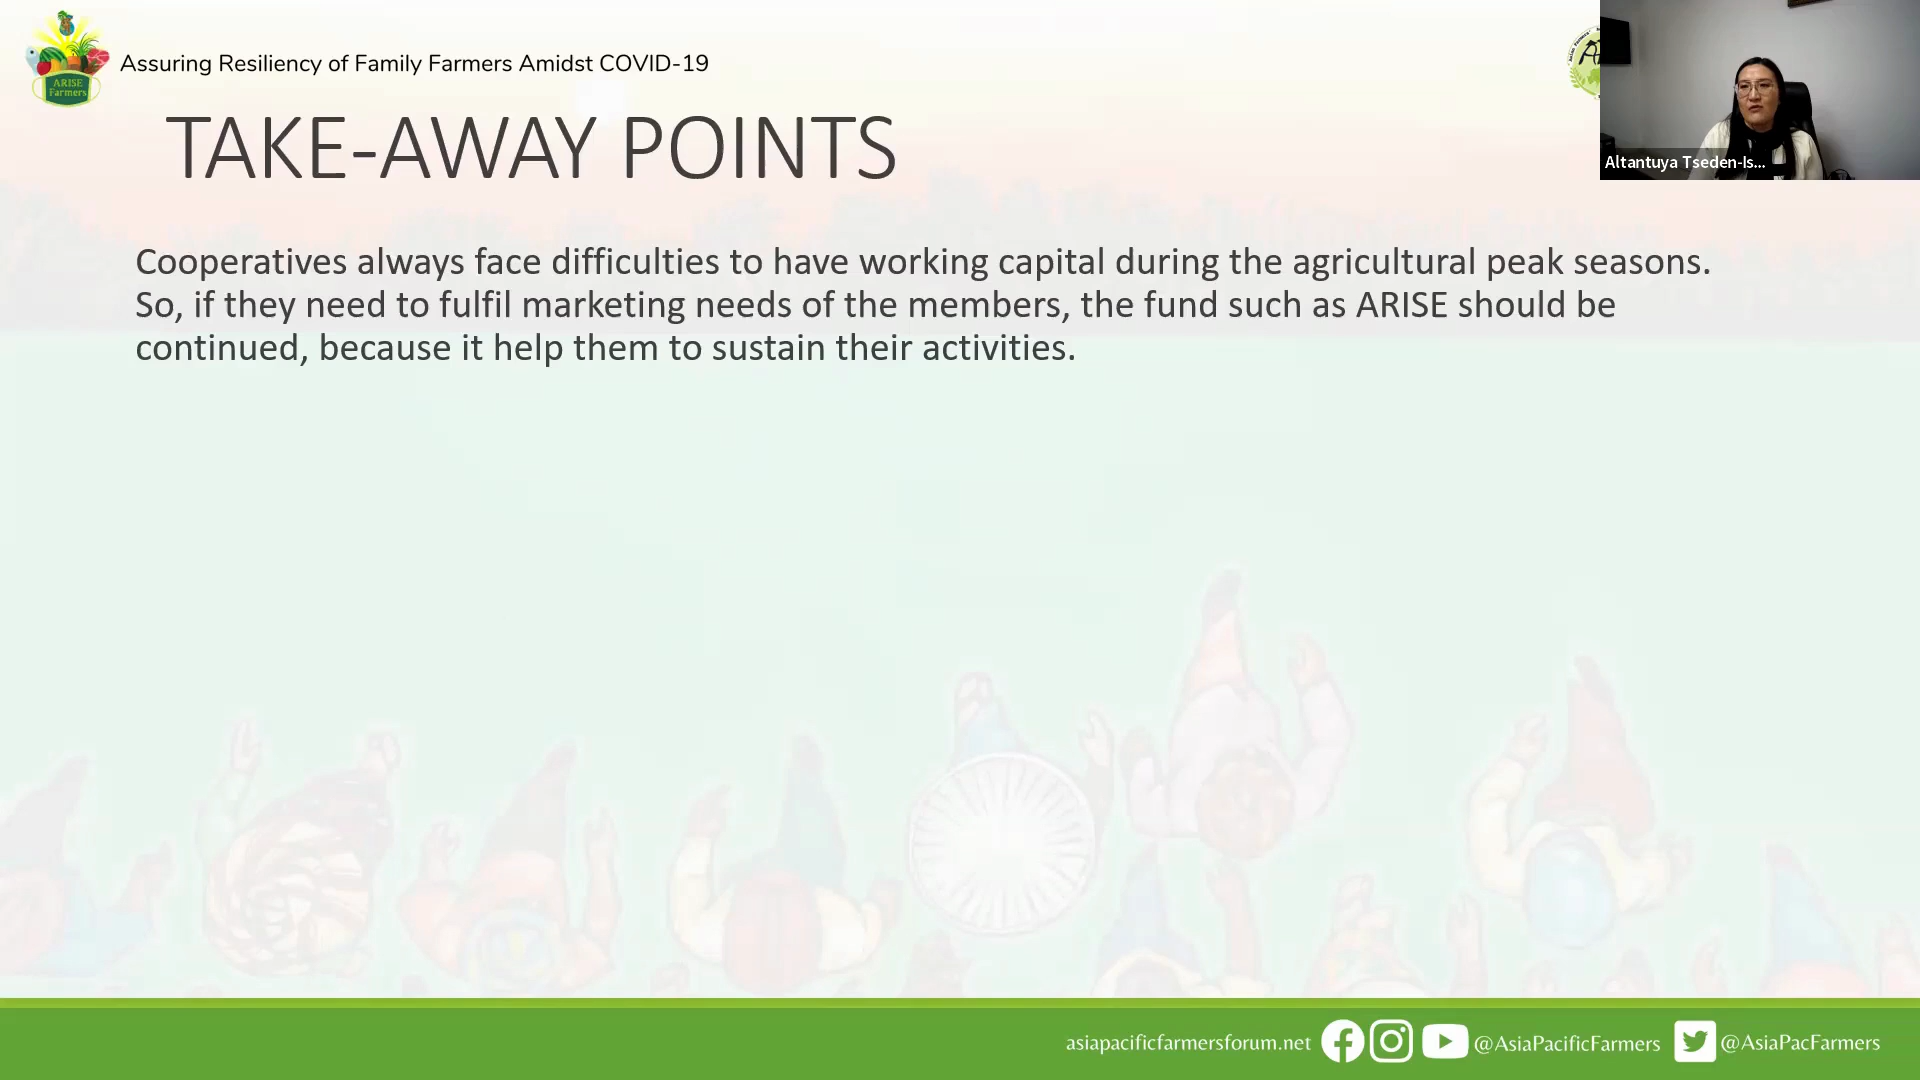 ARISE
Farmers
Assuring Resiliency of Family Farmers Amidst COVID-19
Altantuya Tseden-Is...
TAKE-AWAY POINTS
Cooperatives always face difficulties to have working capital during the agricultural peak seasons.
So, if they need to fulfil marketing needs of the members, the fund such as ARISE should be
continued, because it help them to sustain their activities.
asiapacificfarmersforum.net @AsiaPacificFarmers @AsiaPacFarmers